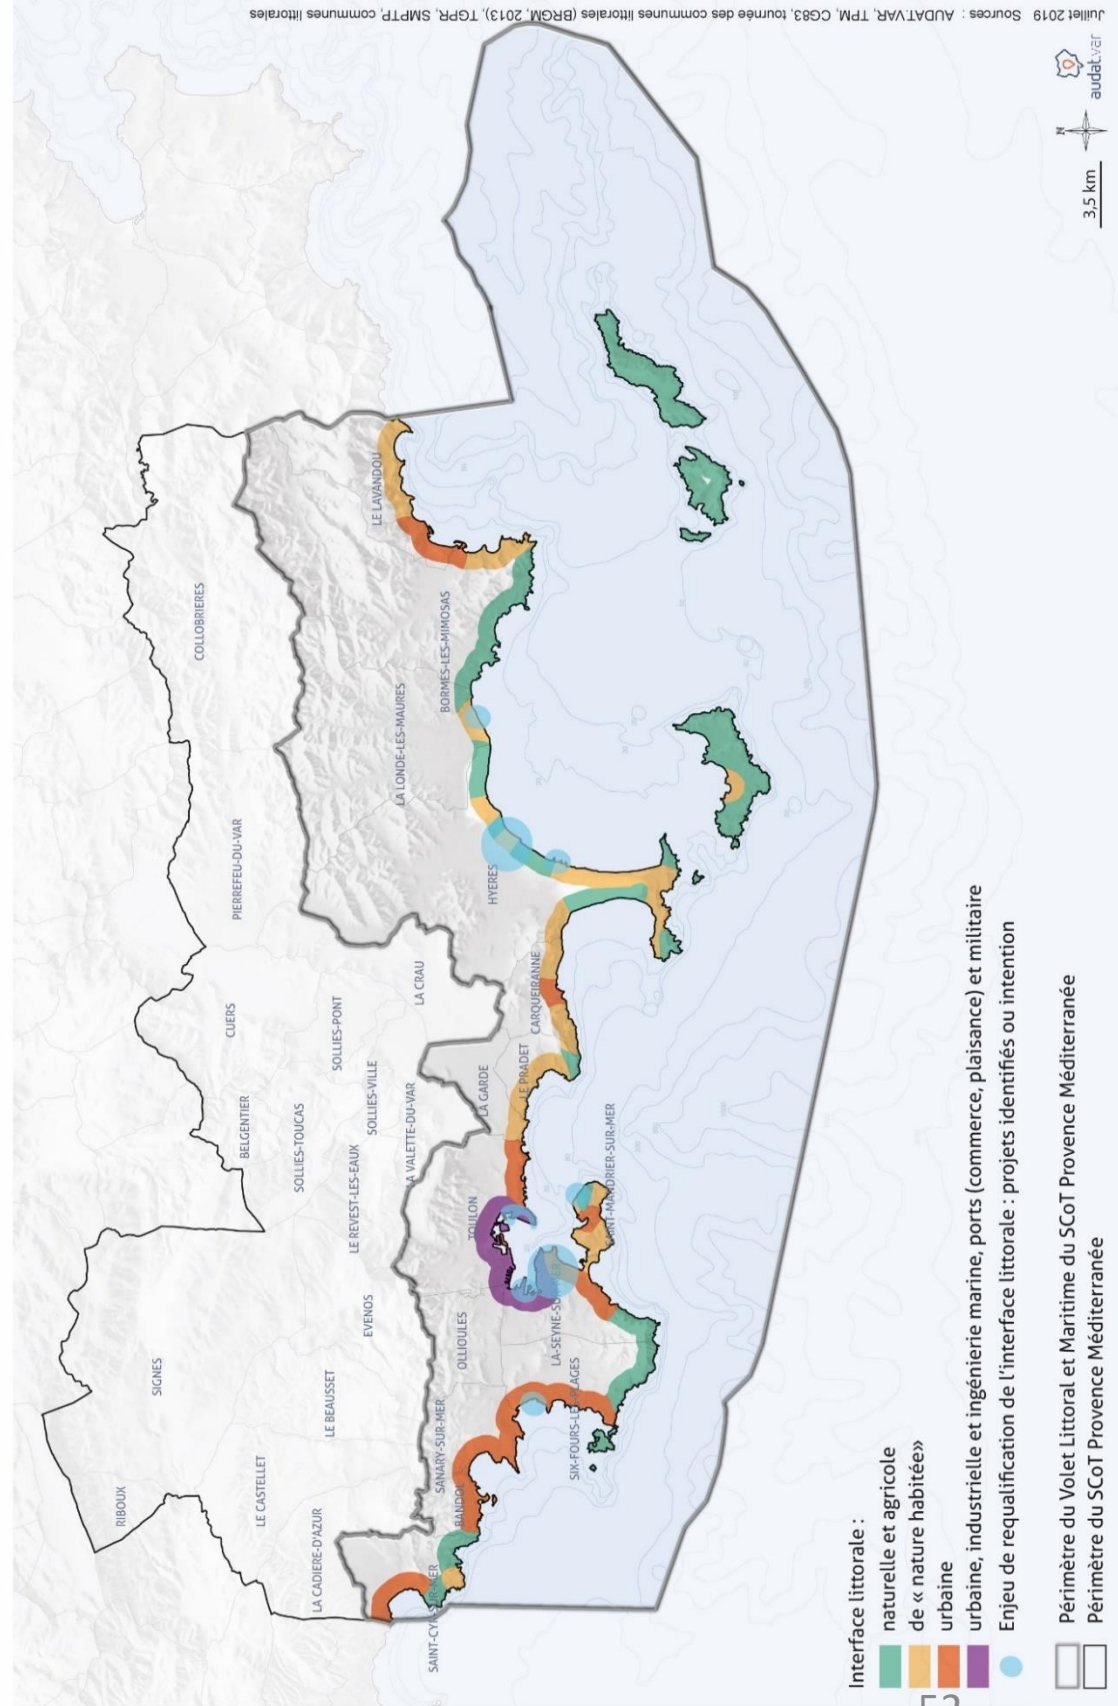 RIBOUX
SIGNES
LE CASTELLET
LE BEAUSSET
LA CADIERE-D'AZUR
EVENOS
SAINT-CYR-SUR-MER
BANDOL
SANARY-SUR-MER
OLLIOULES
SIX-FOURS-LES-PLAGES
LA-SEYNE-SUR-MER
TOULON
SAINT-MANDRIER-SUR-MER
LE REVEST-LES-EAUX
LA VALETTE-DU-VAR
BELGENTIER
SOLLIES-TOUCAS
SOLLIES-VILLE
SOLLIES-PONT
CUERS
LA GARDE
LE PRADET
CARQUEIRANNE
LA CRAU
PIERREFEU-DU-VAR
HYERES
LA LONDE-LES-MAURES
BORMES-LES-MIMOSAS
COLLOBRIERES
LE LAVANDOU
Interface littorale :
naturelle et agricole
de « nature habitée»
urbaine
urbaine, industrielle et ingénierie marine, ports (commerce, plaisance) et militaire
Enjeu de requalification de l'interface littorale : projets identifiés ou intention
Périmètre du Volet Littoral et Maritime du SCoT Provence Méditerranée
Périmètre du SCoT Provence Méditerranée
3,5 km
N
audat.var
Juillet 2019 Sources : AUDAT.VAR, TPM, CG83, tournée des communes littorales (BRGM, 2013), TGPR, SMPTP, communes littorales